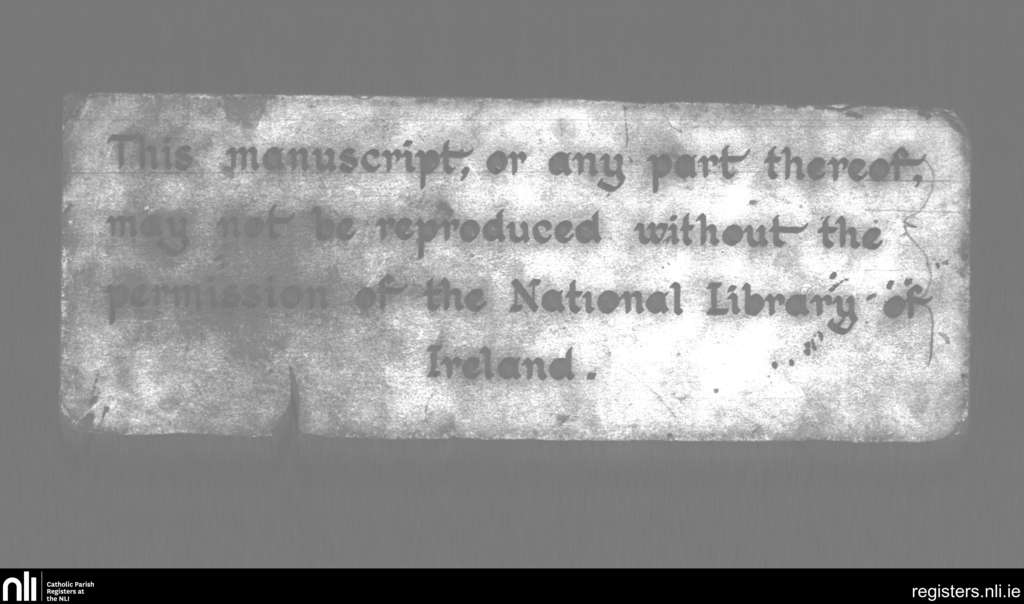 This manuscript, or any part thereof,
may not be reproduced without the
permission of the National Library of
Ireland.
nli
Catholic Parish
Registers at
the NLI
registers.nli.ie